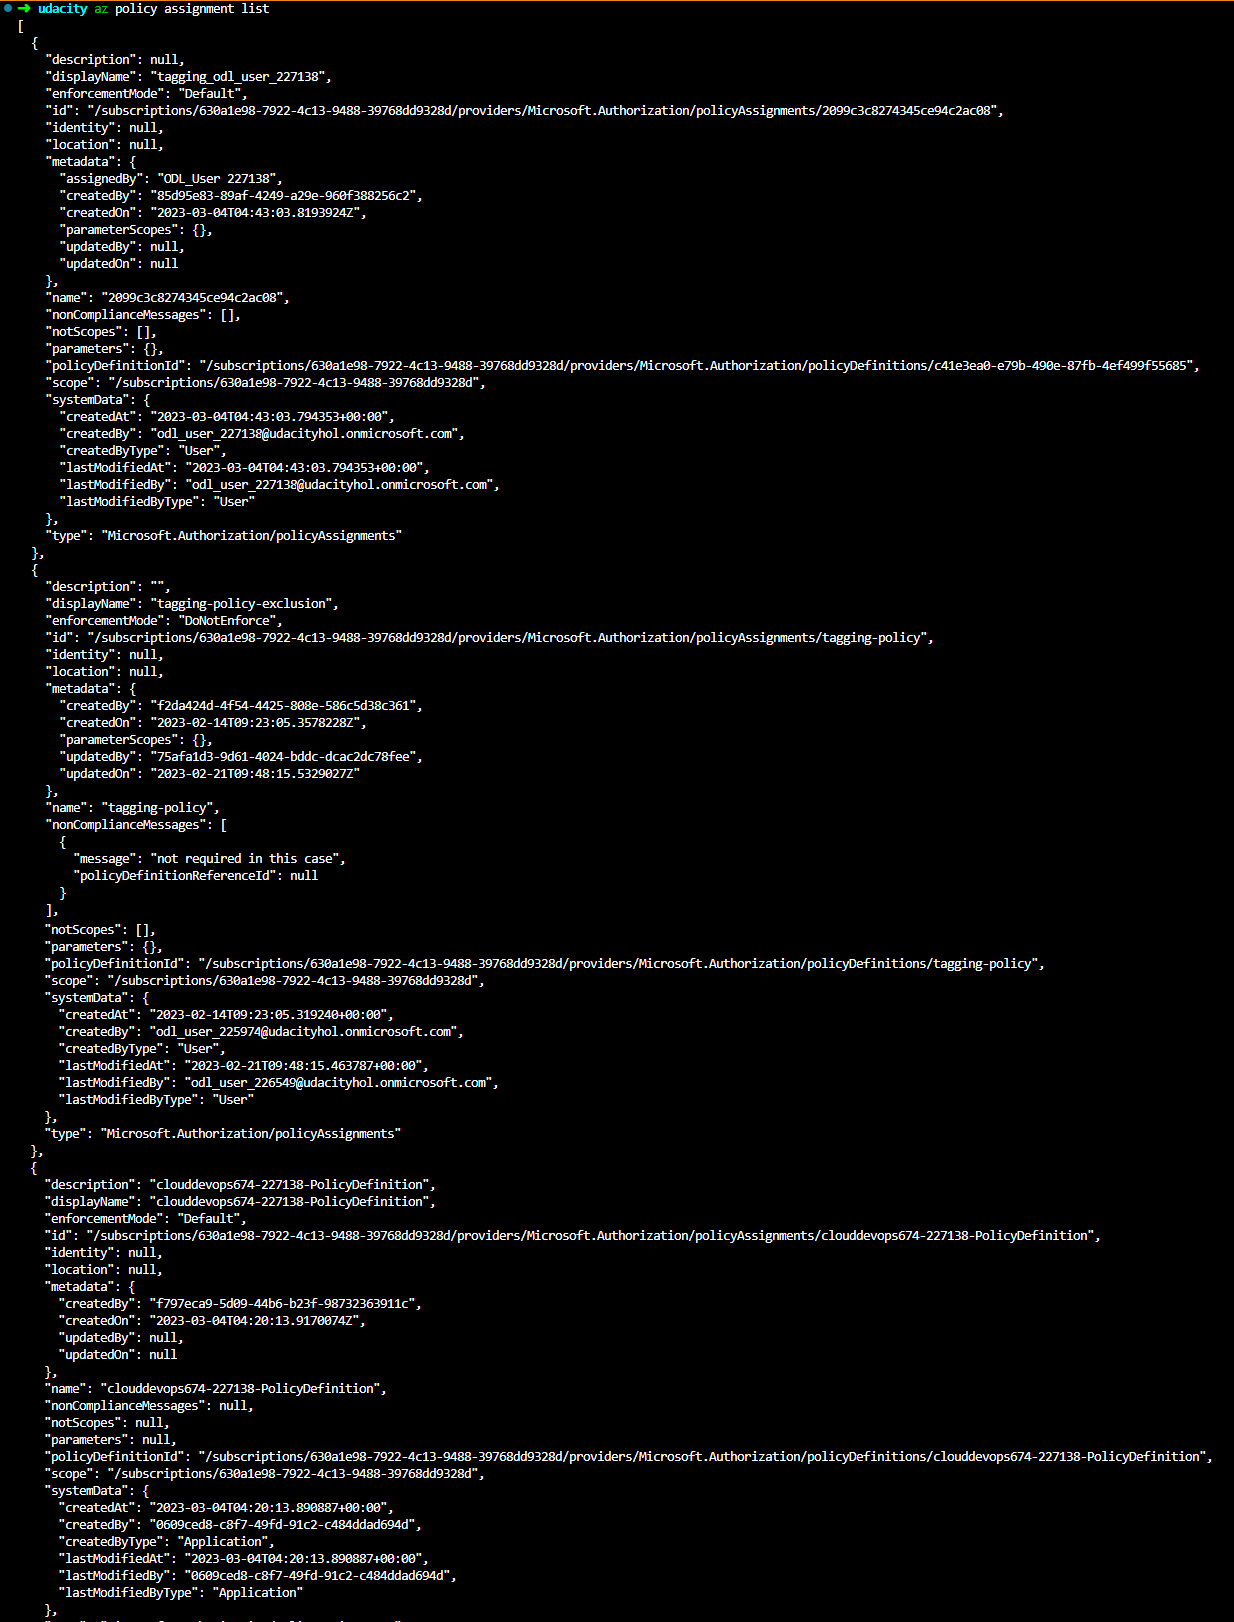 ➜ udacity az policy assignment list
[
  {
    "description": null,
    "displayName": "tagging_odl_user_227138",
    "enforcementMode": "Default",
    "id": "/subscriptions/630a1e98-7922-4c13-9488-39768dd9328d/providers/Microsoft.Authorization/policyAssignments/2099c3c8274345ce94c2ac08",
    "identity": null,
    "location": null,
    "metadata": {
      "assignedBy": "ODL_User 227138",
      "createdBy": "85d95e83-89af-4249-a29e-960f388256c2",
      "createdOn": "2023-03-04T04:43:03.8193924Z",
      "parameterScopes": {},
      "updatedBy": null,
      "updatedOn": null
    },
    "name": "2099c3c8274345ce94c2ac08",
    "nonComplianceMessages": [],
    "notScopes": [],
    "parameters": {},
    "policyDefinitionId": "/subscriptions/630a1e98-7922-4c13-9488-39768dd9328d/providers/Microsoft.Authorization/policyDefinitions/c41e3ea0-e79b-490e-87fb-4ef499f55685",
    "scope": "/subscriptions/630a1e98-7922-4c13-9488-39768dd9328d",
    "systemData": {
      "createdAt": "2023-03-04T04:43:03.794353+00:00",
      "createdBy": "odl_user_227138@udacityhol.onmicrosoft.com",
      "createdByType": "User",
      "lastModifiedAt": "2023-03-04T04:43:03.794353+00:00",
      "lastModifiedBy": "odl_user_227138@udacityhol.onmicrosoft.com",
      "lastModifiedByType": "User"
    },
    "type": "Microsoft.Authorization/policyAssignments"
  },
  {
    "description": "",
    "displayName": "tagging-policy-exclusion",
    "enforcementMode": "DoNotEnforce",
    "id": "/subscriptions/630a1e98-7922-4c13-9488-39768dd9328d/providers/Microsoft.Authorization/policyAssignments/tagging-policy",
    "identity": null,
    "location": null,
    "metadata": {
      "createdBy": "f2da424d-4f54-4425-808e-586c5d38c361",
      "createdOn": "2023-02-14T09:23:05.3578228Z",
      "parameterScopes": {},
      "updatedBy": "75afa1d3-9d61-4024-bddc-dcac2dc78fee",
      "updatedOn": "2023-02-21T09:48:15.5329027Z"
    },
    "name": "tagging-policy",
    "nonComplianceMessages": [
      {
        "message": "not required in this case",
        "policyDefinitionReferenceId": null
      }
    ],
    "notScopes": [],
    "parameters": {},
    "policyDefinitionId": "/subscriptions/630a1e98-7922-4c13-9488-39768dd9328d/providers/Microsoft.Authorization/policyDefinitions/tagging-policy",
    "scope": "/subscriptions/630a1e98-7922-4c13-9488-39768dd9328d",
    "systemData": {
      "createdAt": "2023-02-14T09:23:05.319240+00:00",
      "createdBy": "odl_user_225974@udacityhol.onmicrosoft.com",
      "createdByType": "User",
      "lastModifiedAt": "2023-02-21T09:48:15.463787+00:00",
      "lastModifiedBy": "odl_user_226549@udacityhol.onmicrosoft.com",
      "lastModifiedByType": "User"
    },
    "type": "Microsoft.Authorization/policyAssignments"
  },
  {
    "description": "clouddevops674-227138-PolicyDefinition",
    "displayName": "clouddevops674-227138-PolicyDefinition",
    "enforcementMode": "Default",
    "id": "/subscriptions/630a1e98-7922-4c13-9488-39768dd9328d/providers/Microsoft.Authorization/policyAssignments/clouddevops674-227138-PolicyDefinition",
    "identity": null,
    "location": null,
    "metadata": {
      "createdBy": "f797eca9-5d09-44b6-b23f-98732363911c",
      "createdOn": "2023-03-04T04:20:13.9170074Z",
      "updatedBy": null,
      "updatedOn": null
    },
    "name": "clouddevops674-227138-PolicyDefinition",
    "nonComplianceMessages": null,
    "notScopes": null,
    "parameters": null,
    "policyDefinitionId": "/subscriptions/630a1e98-7922-4c13-9488-39768dd9328d/providers/Microsoft.Authorization/policyDefinitions/clouddevops674-227138-PolicyDefinition",
    "scope": "/subscriptions/630a1e98-7922-4c13-9488-39768dd9328d",
    "systemData": {
      "createdAt": "2023-03-04T04:20:13.890887+00:00",
      "createdBy": "0609ced8-c8f7-49fd-91c2-c484ddad694d",
      "createdByType": "Application",
      "lastModifiedAt": "2023-03-04T04:20:13.890887+00:00",
      "lastModifiedBy": "0609ced8-c8f7-49fd-91c2-c484ddad694d",
      "lastModifiedByType": "Application"
    },